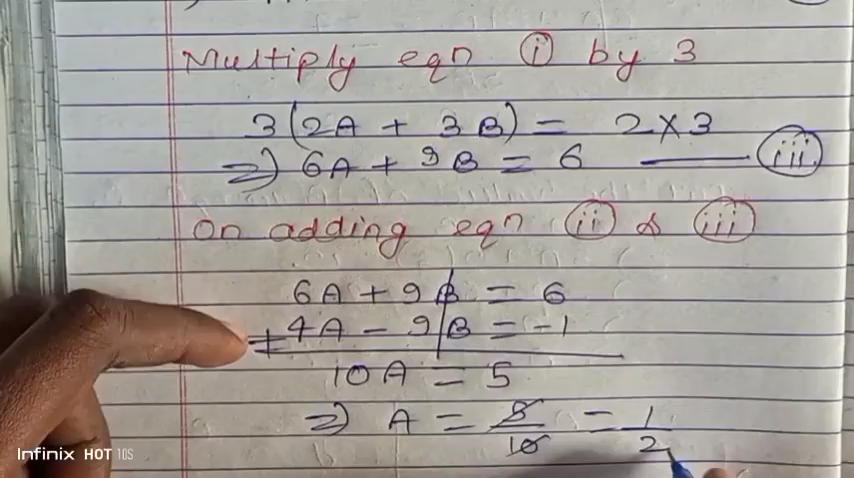 Multiply eqn (i) by 3
3(2A + 3B) = 2×3
⇒ 6A + 9B = 6 —— (iii)
On adding eqn (ii) & (iii)
6A + 9B = 6
+ 4A - 9B = -1
10A = 5
⇒ A = 5/10 = 1/2
Infinix HOT 10S